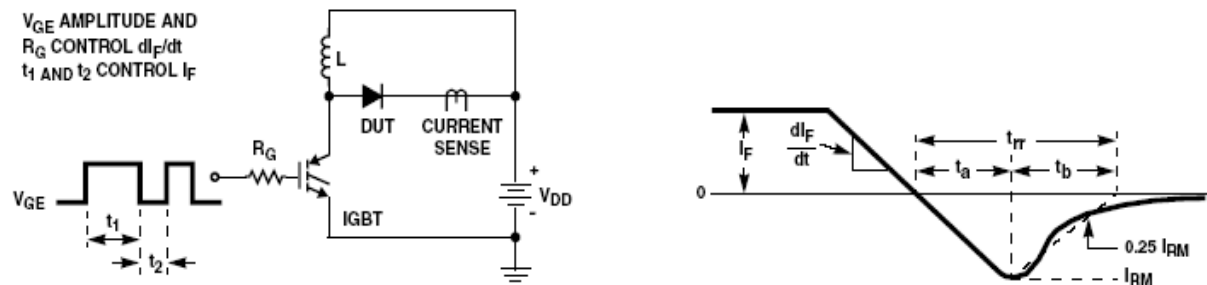 VGE AMPLITUDE AND
RG CONTROL dIF/dt
t1 AND t2 CONTROL IF
L
DUT
CURRENT
SENSE
RG
VGE
t1
t2
IGBT
+
VDD
-
IF
dIF
dt
trr
ta
tb
0
0.25 IRM
IRM